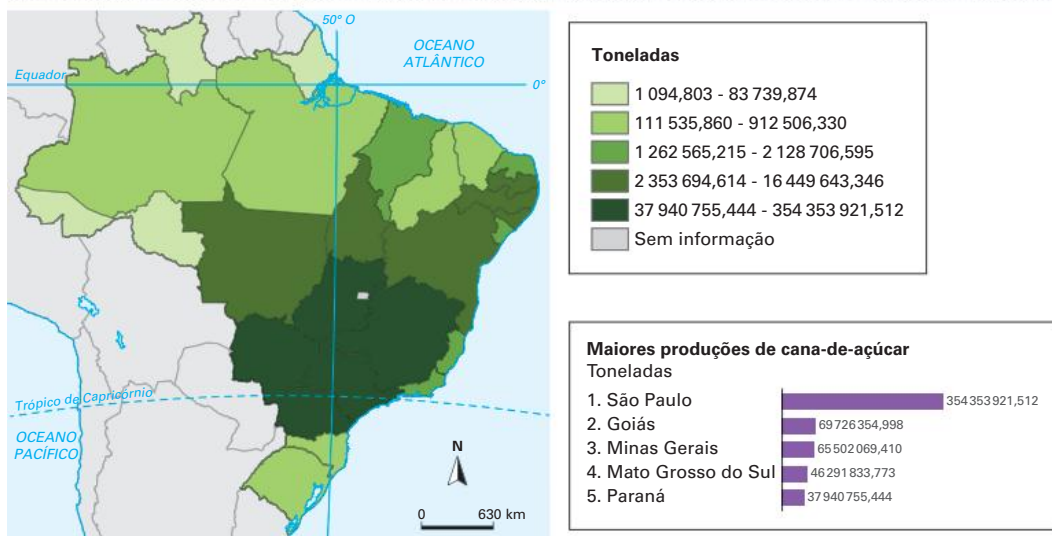 50° O
OCEANO
ATLÂNTICO
Equador
0°
Trópico de Capricórnio
OCEANO
PACÍFICO
N
0 630 km
Toneladas
1 094,803 - 83 739,874
111 535,860 - 912 506,330
1 262 565,215 - 2 128 706,595
2 353 694,614 - 16 449 643,346
37 940 755,444 - 354 353 921,512
Sem informação
Maiores produções de cana-de-açúcar
Toneladas
1. São Paulo 354 353 921,512
2. Goiás 69 726 354,998
3. Minas Gerais 65 502 069,410
4. Mato Grosso do Sul 46 291 833,773
5. Paraná 37 940 755,444